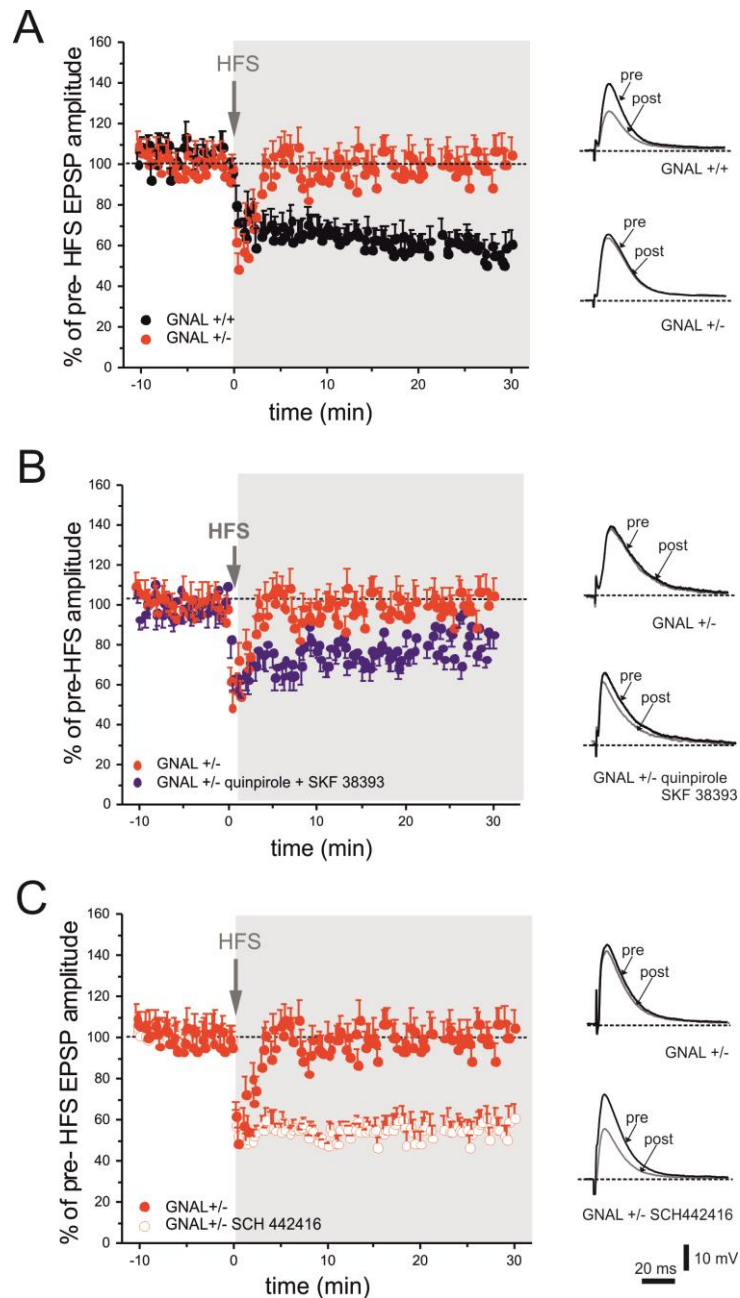 A
% of pre- HFS EPSP amplitude
160
140
120
100
80
60
40
20
0
HFS
GNAL +/+
GNAL +/-
-10
0
10
20
30
time (min)
pre
post
GNAL +/+
pre
post
GNAL +/-
B
% of pre-HFS EPSP amplitude
160
140
120
100
80
60
40
20
0
HFS
GNAL +/-
GNAL +/- quinpirole + SKF 38393
-10
0
10
20
30
time (min)
pre
post
GNAL +/-
pre
post
GNAL +/- quinpirole
SKF 38393
C
% of pre- HFS EPSP amplitude
160
140
120
100
80
60
40
20
0
HFS
GNAL+/-
GNAL+/- SCH 442416
-10
0
10
20
30
time (min)
pre
post
GNAL +/-
pre
post
GNAL +/- SCH442416
20 ms
10 mV